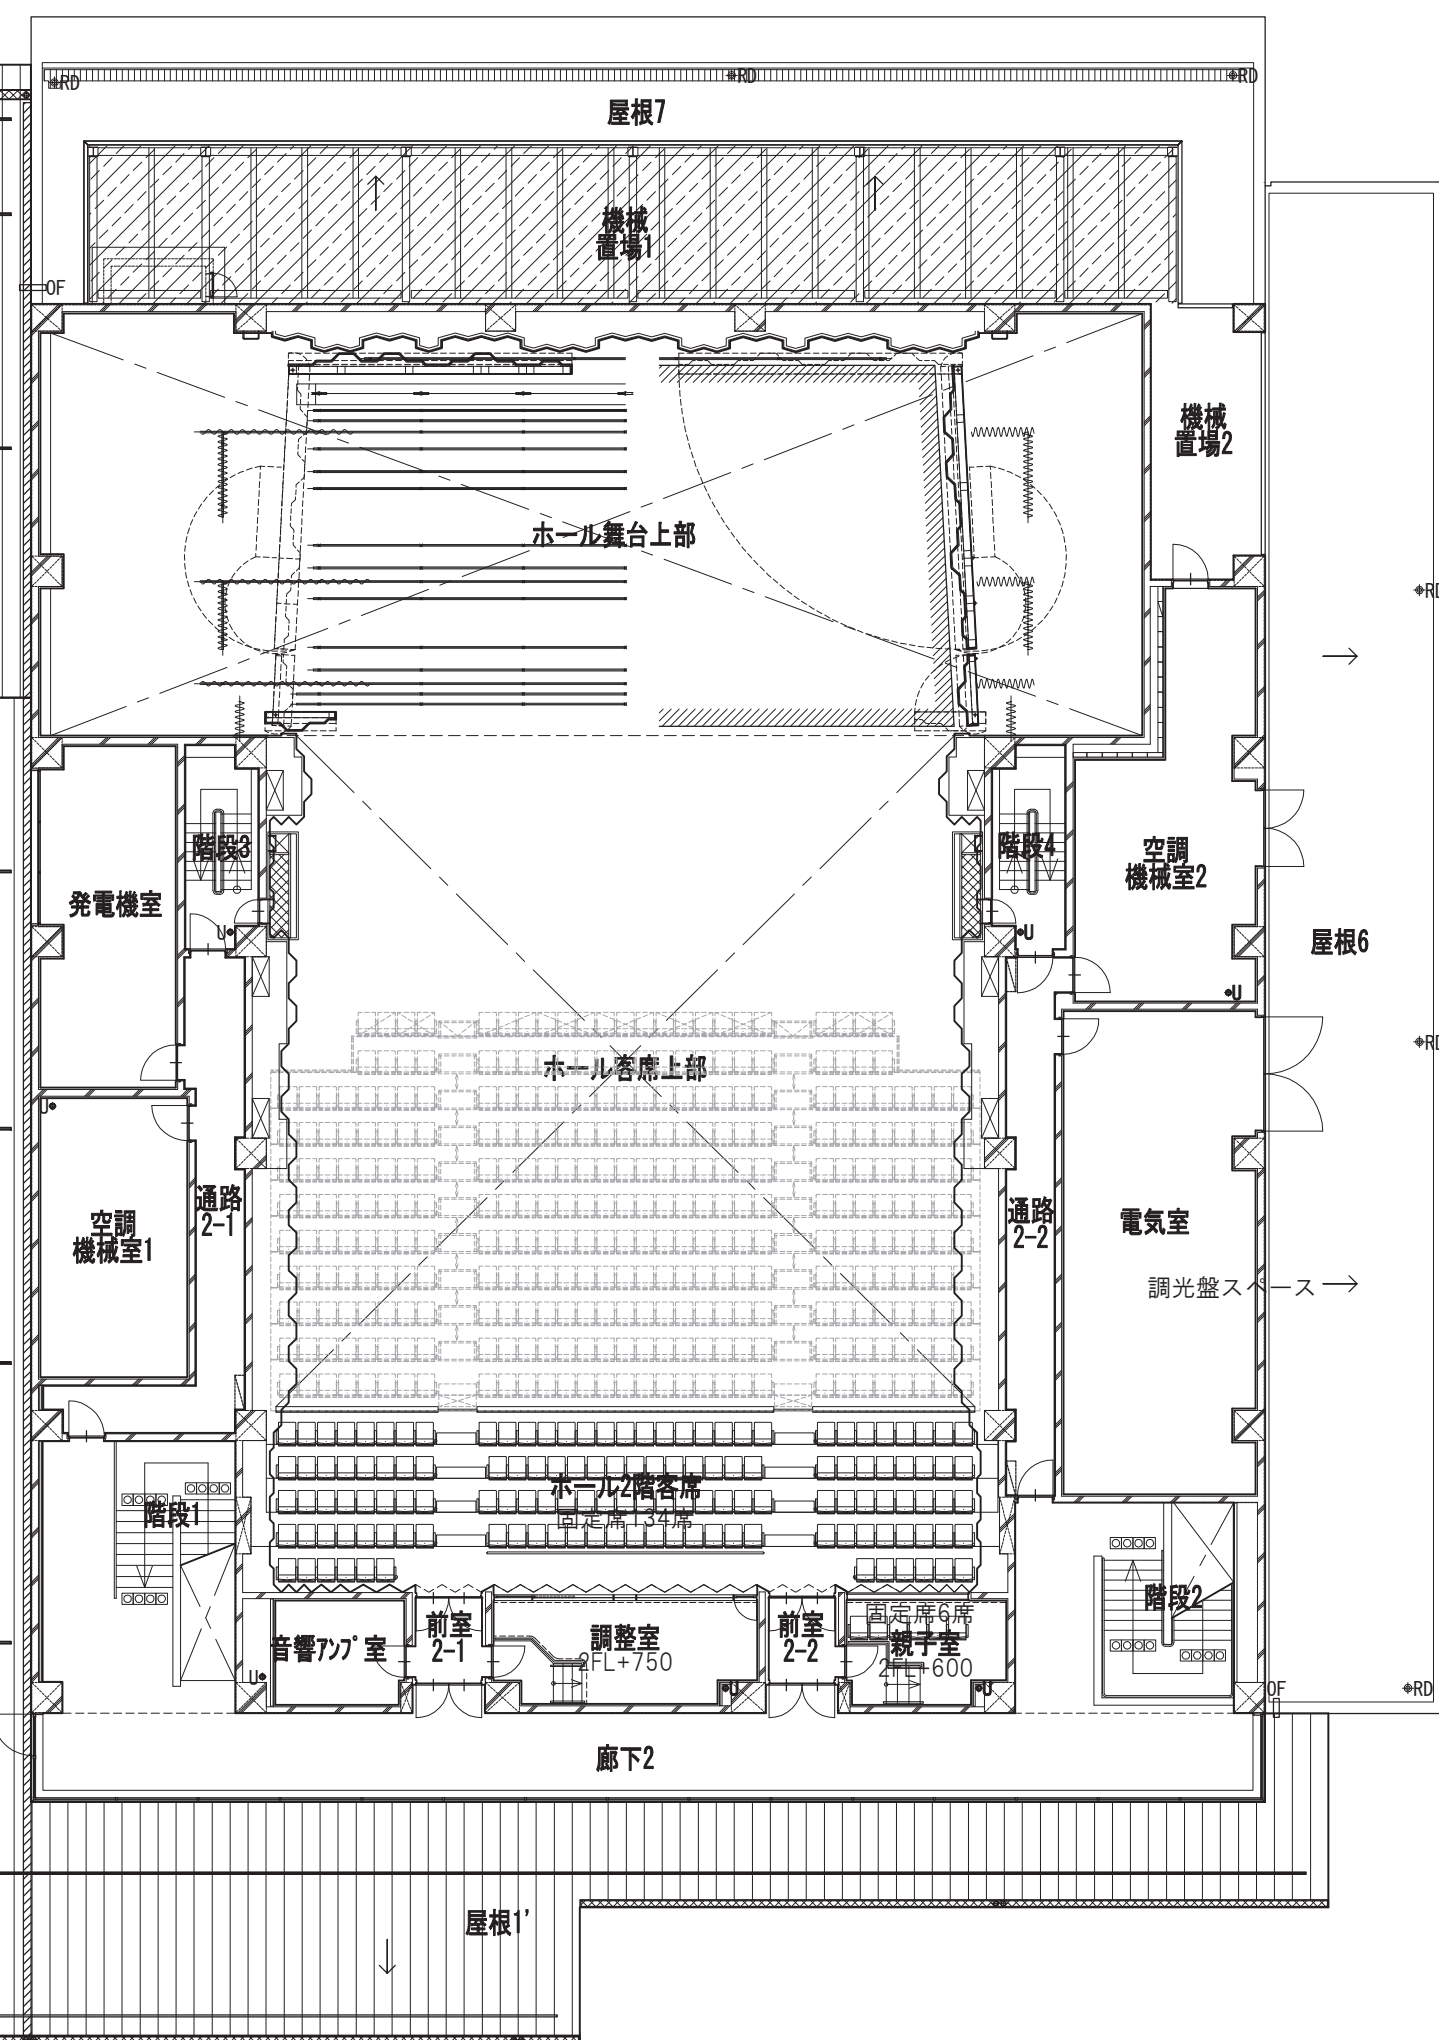 RD
RD
RD
屋根7
機械
置場1
OF
機械
置場2
ホール舞台上部
RD
階段3
階段4
空調
機械室2
発電機室
U
U
屋根6
U
RD
ホール客席上部
U
通路
2-1
通路
2-2
電気室
空調
機械室1
調光盤スペース
ホール2階客席
固定席134席
階段1
階段2
音響アンプ室
前室
2-1
調整室
2FL+750
前室
2-2
固定席6席
親子室
2FL+600
U
U
U
OF
RD
廊下2
屋根1'